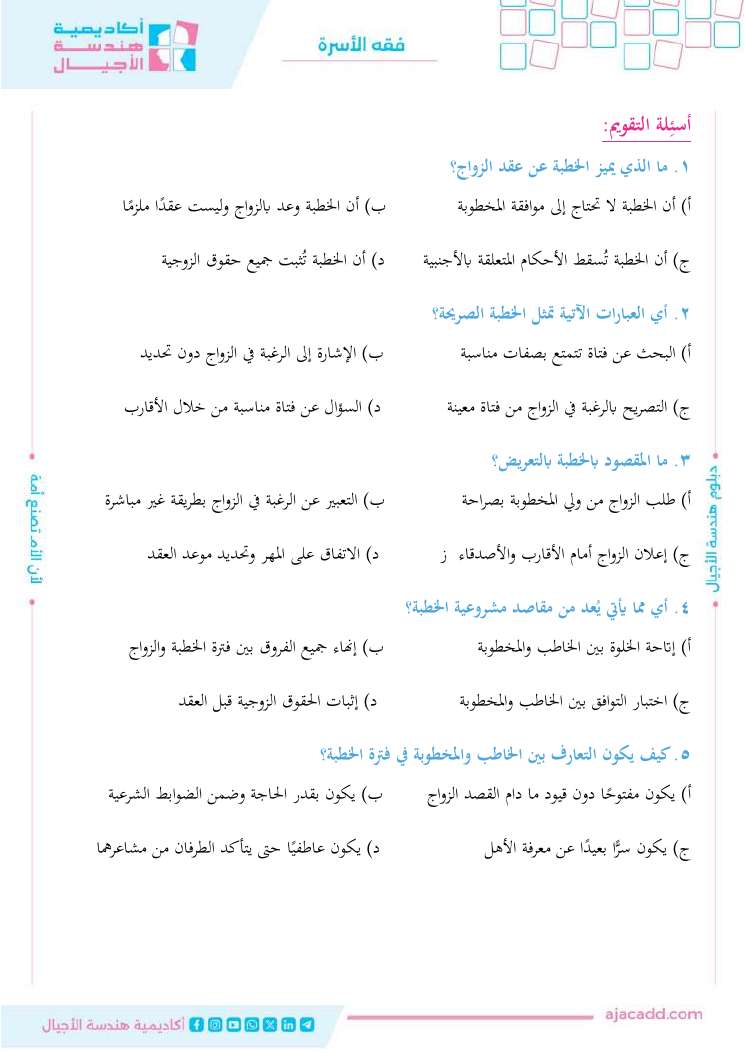 أكاديمية
هندسة
الأجيال
فقه الأسرة
أسئلة التقويم:
١. ما الذي يميز الخطبة عن عقد الزواج؟
أ) أن الخطبة لا تحتاج إلى موافقة المخطوبة ب) أن الخطبة وعد بالزواج وليست عقدًا ملزمًا
ج) أن الخطبة تُسقط الأحكام المتعلقة بالأجنبية د) أن الخطبة تُثبت جميع حقوق الزوجية
٢. أي العبارات الآتية تمثل الخطبة الصريحة؟
أ) البحث عن فتاة تتمتع بصفات مناسبة ب) الإشارة إلى الرغبة في الزواج دون تحديد
ج) التصريح بالرغبة في الزواج من فتاة معينة د) السؤال عن فتاة مناسبة من خلال الأقارب
٣. ما المقصود بالخطبة بالتعريض؟
أ) طلب الزواج من ولي المخطوبة بصراحة ب) التعبير عن الرغبة في الزواج بطريقة غير مباشرة
ج) إعلان الزواج أمام الأقارب والأصدقاء ز د) الاتفاق على المهر وتحديد موعد العقد
٤. أي مما يأتي يُعد من مقاصد مشروعية الخطبة؟
أ) إتاحة الخلوة بين الخاطب والمخطوبة ب) إنهاء جميع الفروق بين فترة الخطبة والزواج
ج) اختبار التوافق بين الخاطب والمخطوبة د) إثبات الحقوق الزوجية قبل العقد
٥. كيف يكون التعارف بين الخاطب والمخطوبة في فترة الخطبة؟
أ) يكون مفتوحًا دون قيود ما دام القصد الزواج ب) يكون بقدر الحاجة وضمن الضوابط الشرعية
ج) يكون سرًّا بعيدًا عن معرفة الأهل د) يكون عاطفيًا حتى يتأكد الطرفان من مشاعرهما
دبلوم هندسة الأجيال
لأن الأم تصنع أمة
ajacadd.com
أكاديمية هندسة الأجيال